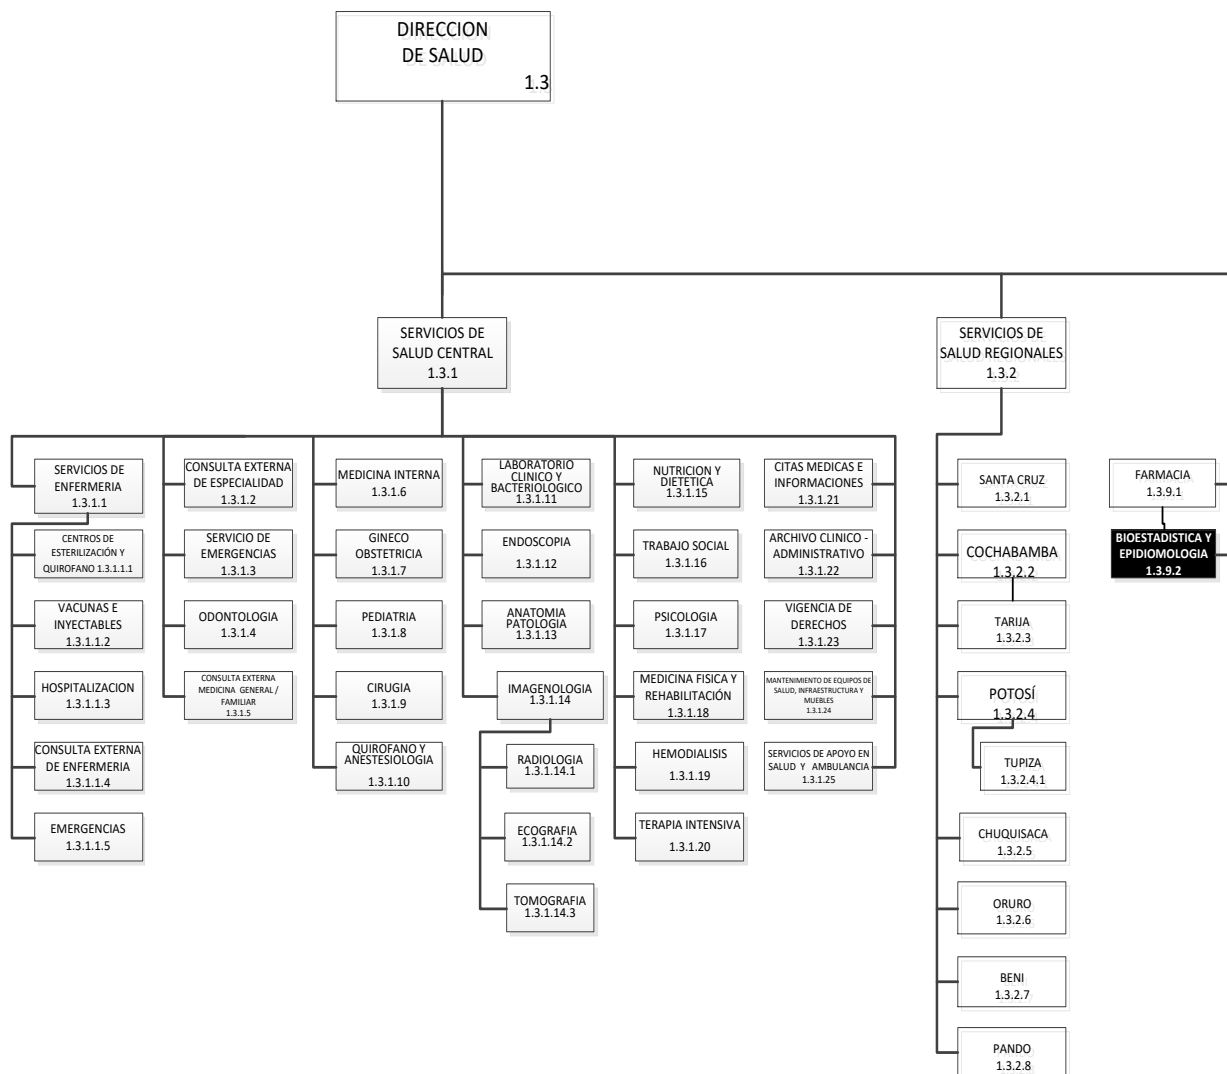 DIRECCION
DE SALUD
1.3
SERVICIOS DE
SALUD CENTRAL
1.3.1
SERVICIOS DE
SALUD REGIONALES
1.3.2
SERVICIOS DE
ENFERMERIA
1.3.1.1
CENTROS DE
ESTERILIZACIÓN Y
QUIROFANO 1.3.1.1.1
VACUNAS E
INYECTABLES
1.3.1.1.2
HOSPITALIZACION
1.3.1.1.3
CONSULTA EXTERNA
DE ENFERMERIA
1.3.1.1.4
EMERGENCIAS
1.3.1.1.5
CONSULTA EXTERNA
DE ESPECIALIDAD
1.3.1.2
SERVICIO DE
EMERGENCIAS
1.3.1.3
ODONTOLOGIA
1.3.1.4
CONSULTA EXTERNA
MEDICINA GENERAL /
FAMILIAR
1.3.1.5
MEDICINA INTERNA
1.3.1.6
GINECO
OBSTETRICIA
1.3.1.7
PEDIATRIA
1.3.1.8
CIRUGIA
1.3.1.9
QUIROFANO Y
ANESTESIOLOGIA
1.3.1.10
LABORATORIO
CLINICO Y
BACTERIOLOGICO
1.3.1.11
ENDOSCOPIA
1.3.1.12
ANATOMIA
PATOLOGIA
1.3.1.13
IMAGENOLOGIA
1.3.1.14
RADIOLOGIA
1.3.1.14.1
ECOGRAFIA
1.3.1.14.2
TOMOGRAFIA
1.3.1.14.3
NUTRICION Y
DIETETICA
1.3.1.15
TRABAJO SOCIAL
1.3.1.16
PSICOLOGIA
1.3.1.17
MEDICINA FISICA Y
REHABILITACIÓN
1.3.1.18
HEMODIALISIS
1.3.1.19
TERAPIA INTENSIVA
1.3.1.20
CITAS MEDICAS E
INFORMACIONES
1.3.1.21
ARCHIVO CLINICO -
ADMINISTRATIVO
1.3.1.22
VIGENCIA DE
DERECHOS
1.3.1.23
MANTENIMIENTO DE EQUIPOS DE
SALUD, INFRAESTRUCTURA Y
MUEBLES
1.3.1.24
SERVICIOS DE APOYO EN
SALUD Y AMBULANCIA
1.3.1.25
SANTA CRUZ
1.3.2.1
COCHABAMBA
1.3.2.2
TARIJA
1.3.2.3
POTOSÍ
1.3.2.4
TUPIZA
1.3.2.4.1
CHUQUISACA
1.3.2.5
ORURO
1.3.2.6
BENI
1.3.2.7
PANDO
1.3.2.8
FARMACIA
1.3.9.1
BIOESTADISTICA Y
EPIDIOMOLOGIA
1.3.9.2